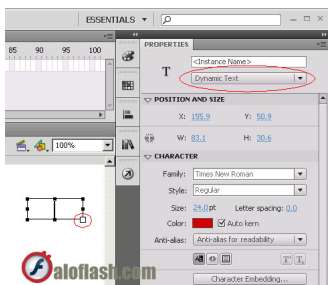 ESSENTIALS
85 90 95 100
PROPERTIES
<Instance Name>
T
Dynamic Text
POSITION AND SIZE
X: 155.9 Y: 50.9
W: 83.1 H: 30.6
100%
CHARACTER
Family: Times New Roman
Style: Regular
Size: 24.0 pt Letter spacing: 0.0
Color: Auto kern
Anti-alias: Anti-alias for readability
Character Embedding...
aloflash.com